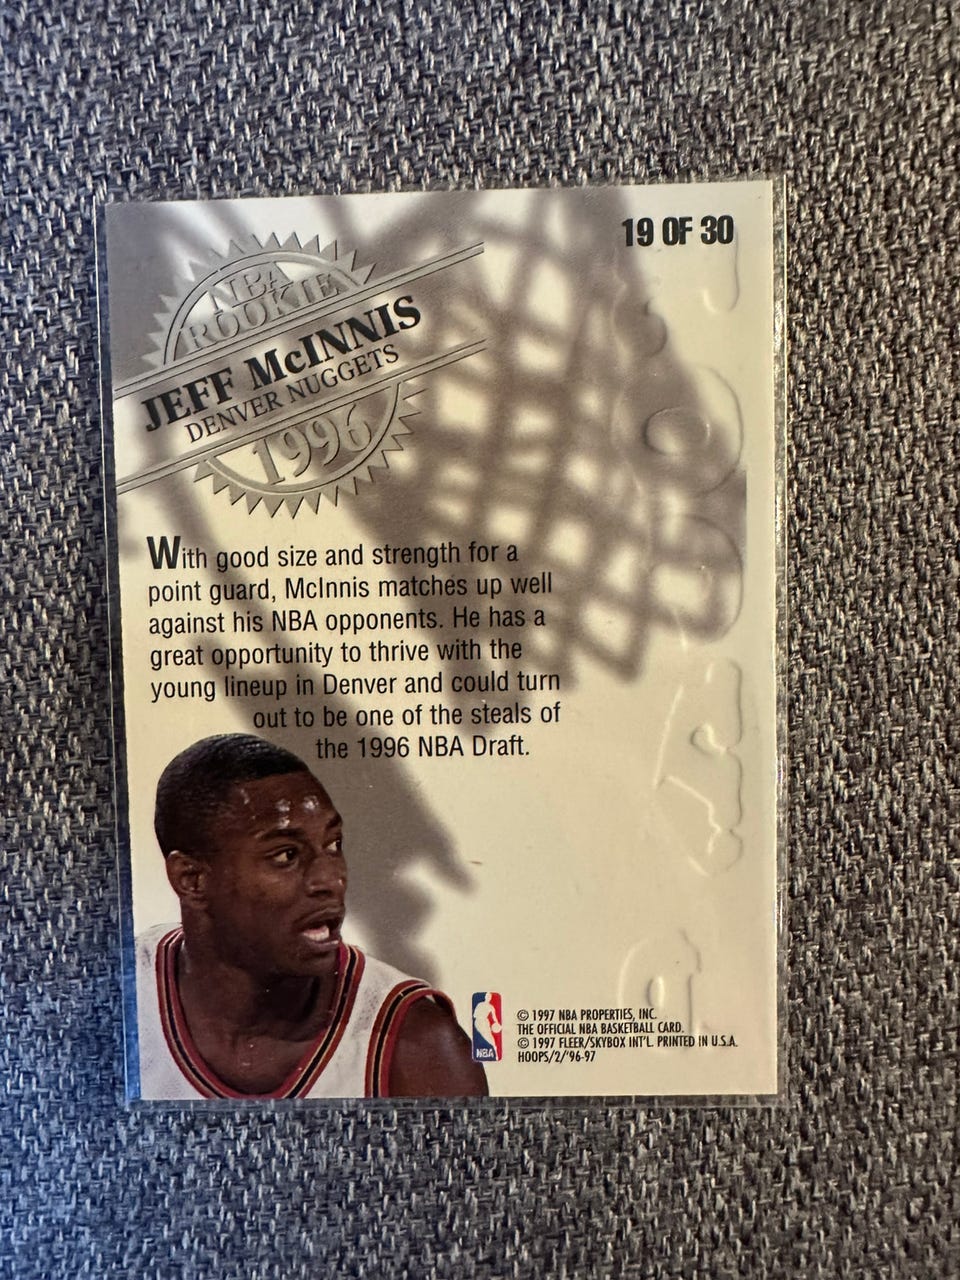 19 OF 30
NBA
ROOKIE
JEFF McINNIS
DENVER NUGGETS
1996
With good size and strength for a
point guard, McInnis matches up well
against his NBA opponents. He has a
great opportunity to thrive with the
young lineup in Denver and could turn
out to be one of the steals of
the 1996 NBA Draft.
NBA
© 1997 NBA PROPERTIES, INC.
THE OFFICIAL NBA BASKETBALL CARD.
© 1997 FLEER/SKYBOX INT'L. PRINTED IN U.S.A.
HOOPS/2/'96-97